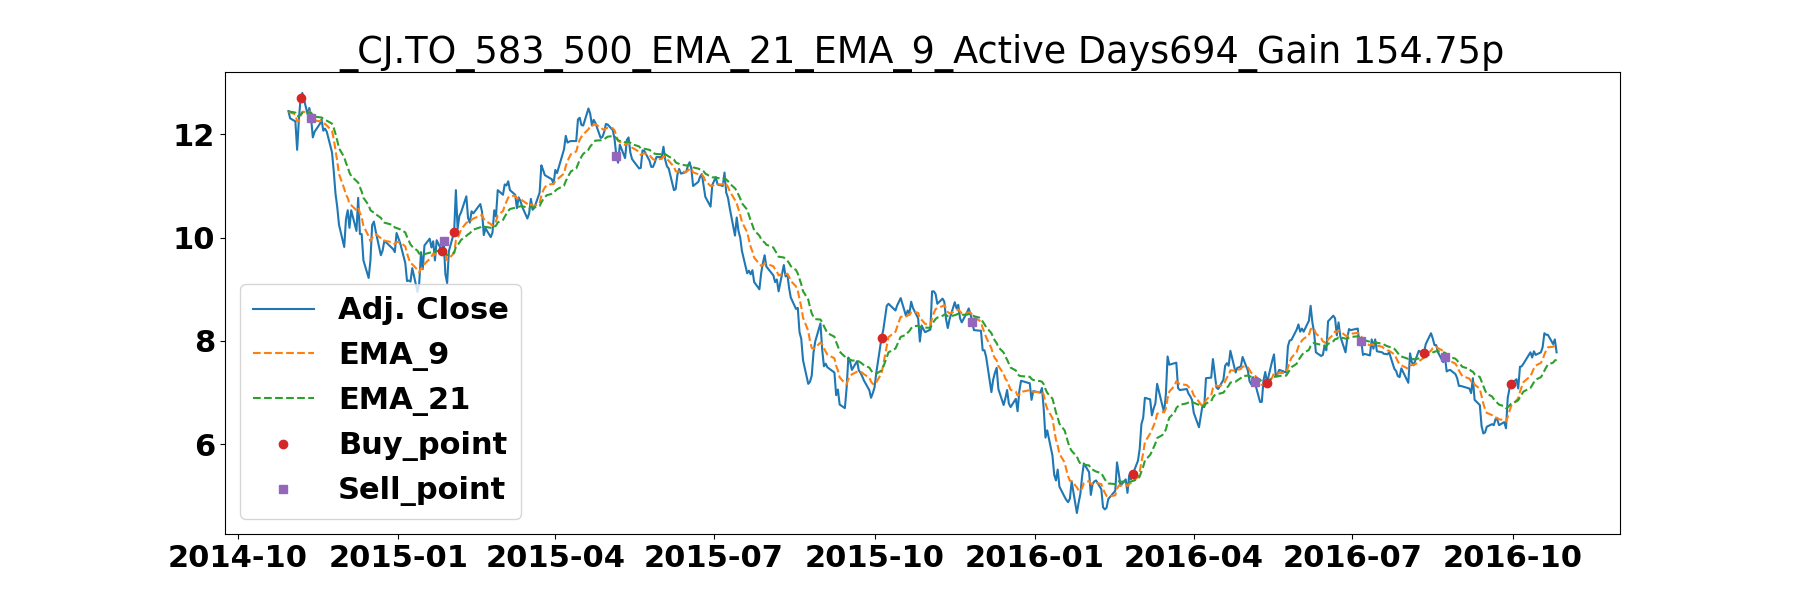 _CJ.TO_583_500_EMA_21_EMA_9_Active Days694_Gain 154.75p
12
10
8
6
Adj. Close
EMA_9
EMA_21
Buy_point
Sell_point
2014-10 2015-01 2015-04 2015-07 2015-10 2016-01 2016-04 2016-07 2016-10